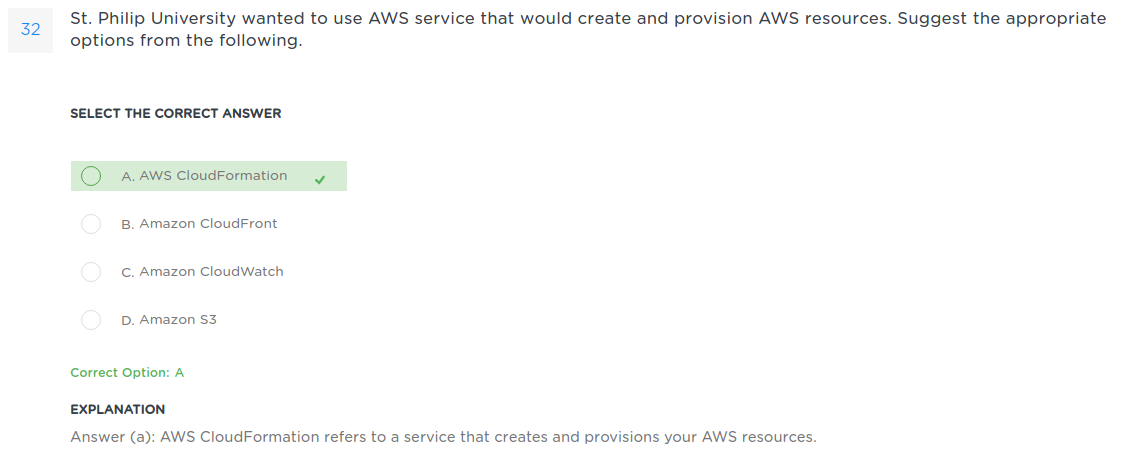 32
St. Philip University wanted to use AWS service that would create and provision AWS resources. Suggest the appropriate
options from the following.
SELECT THE CORRECT ANSWER
A. AWS CloudFormation
B. Amazon CloudFront
C. Amazon CloudWatch
D. Amazon S3
Correct Option: A
EXPLANATION
Answer (a): AWS CloudFormation refers to a service that creates and provisions your AWS resources.